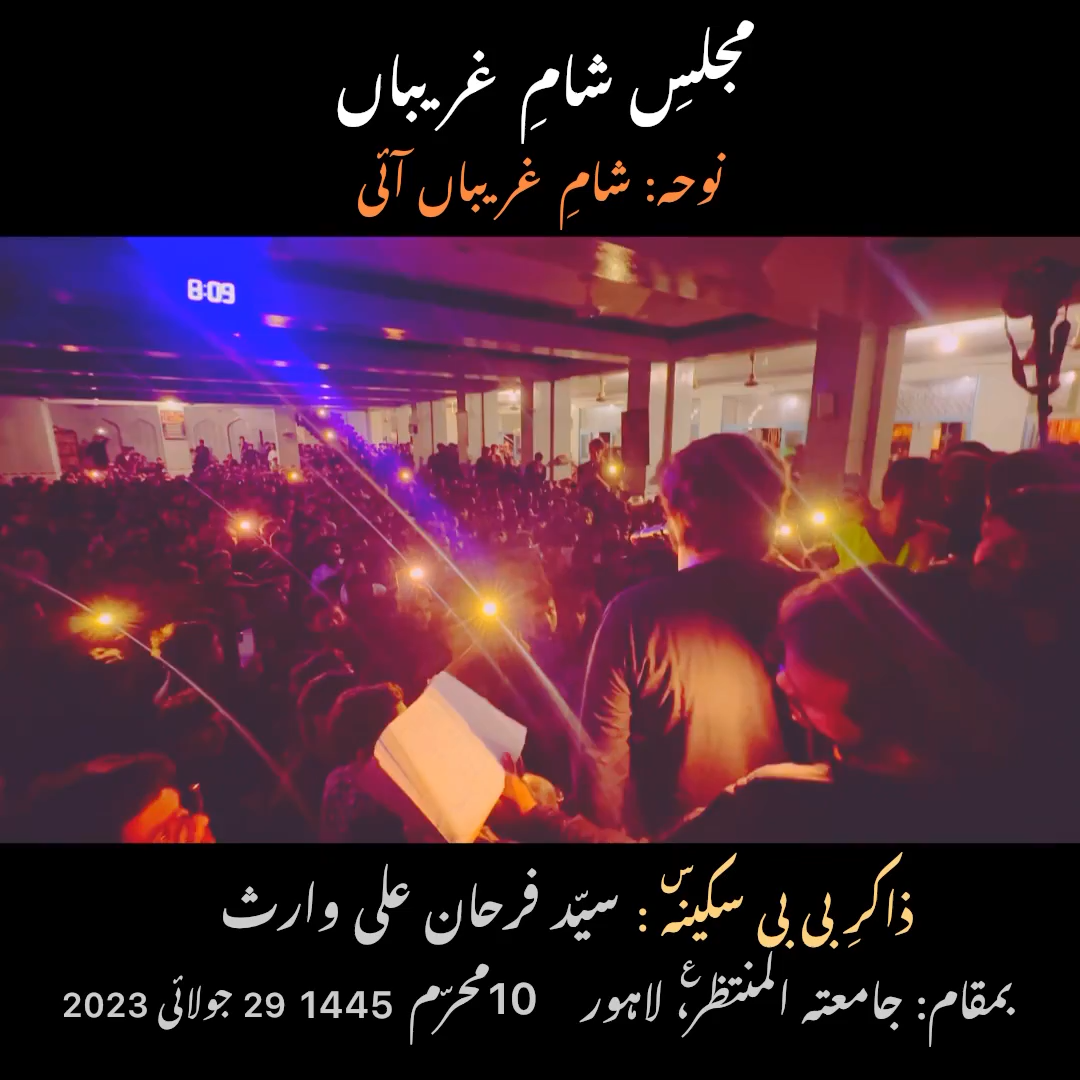 مجلسِ شامِ غریباں
نوحہ: شامِ غریباں آئی
8:09
ذاکرِ بی بی سکینہؑس: سیّد فرحان علی وارث
بمقام: جامعتہ المنتظرؑ، لاہور 10 محرّم 1445 29 جولائی 2023